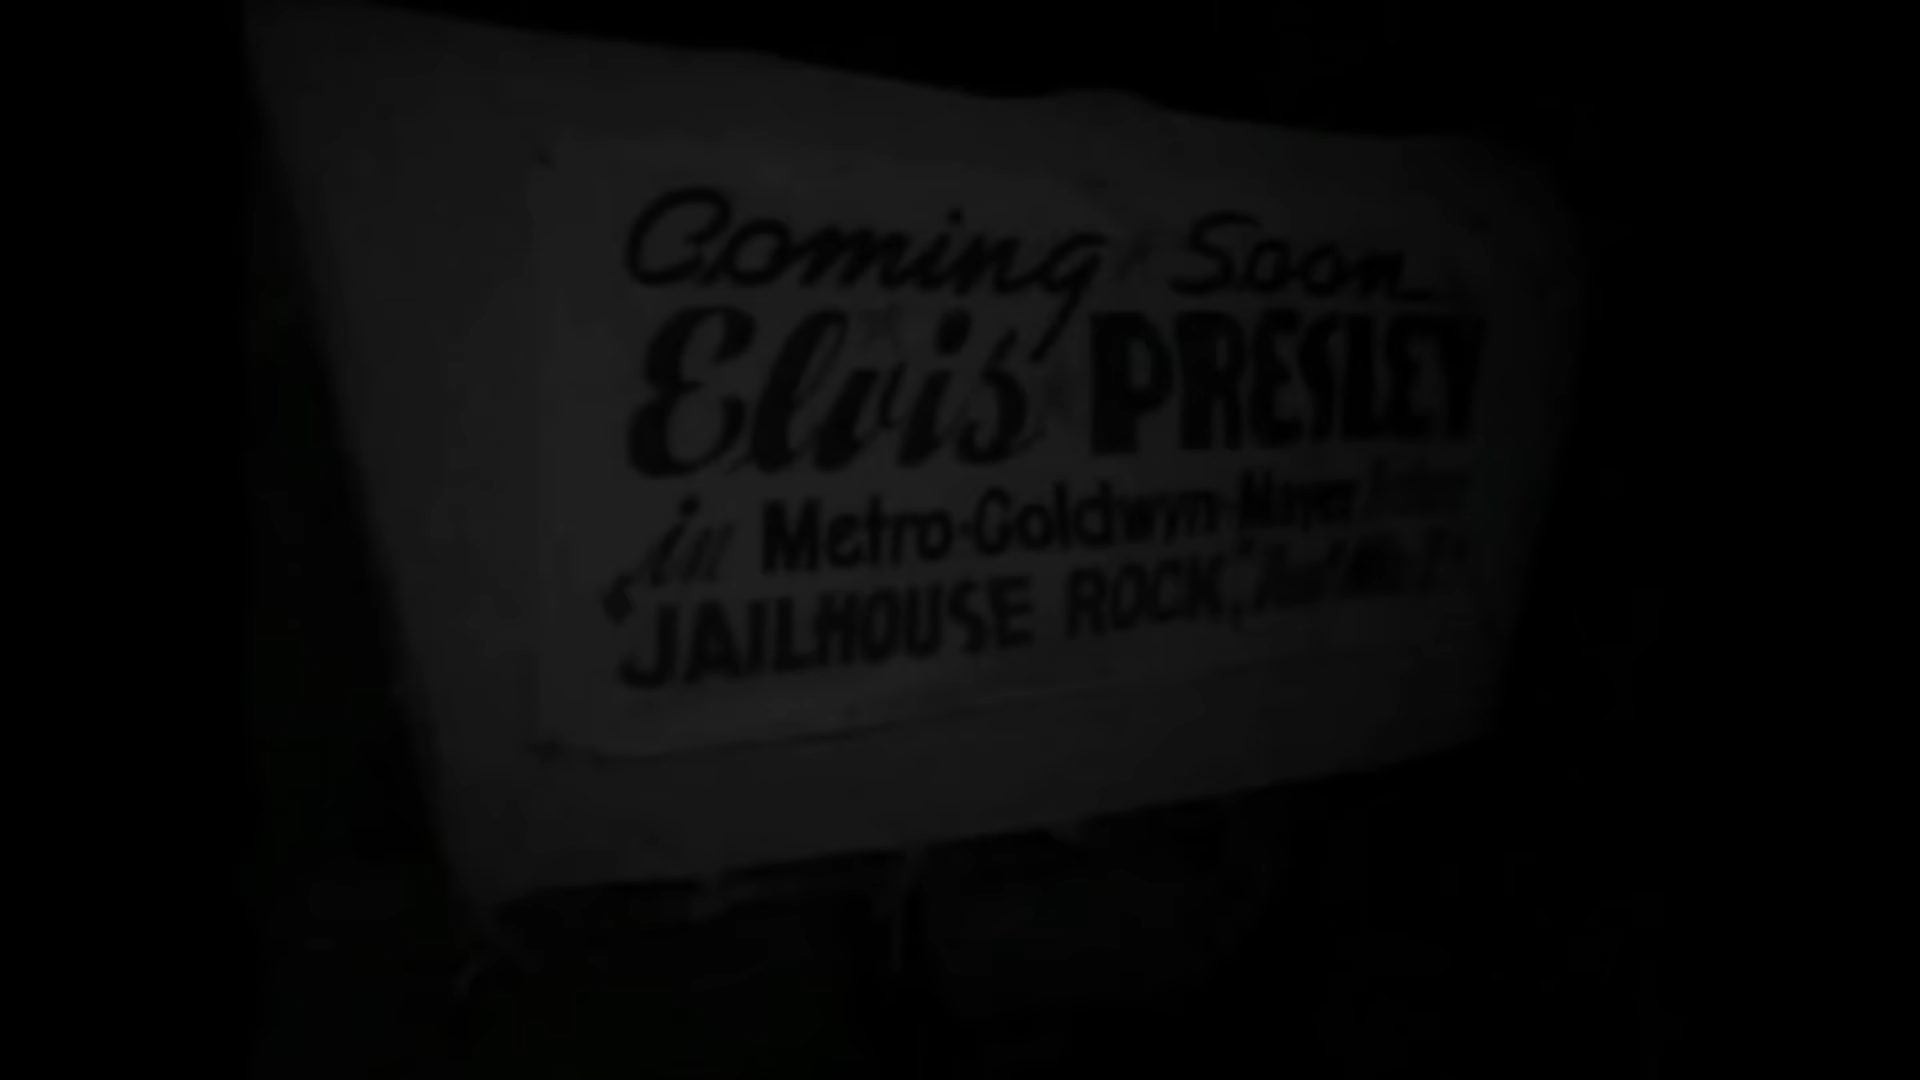 Coming Soon
Elvis PRESLEY
in Metro-Goldwyn-Mayer
"JAILHOUSE ROCK,"